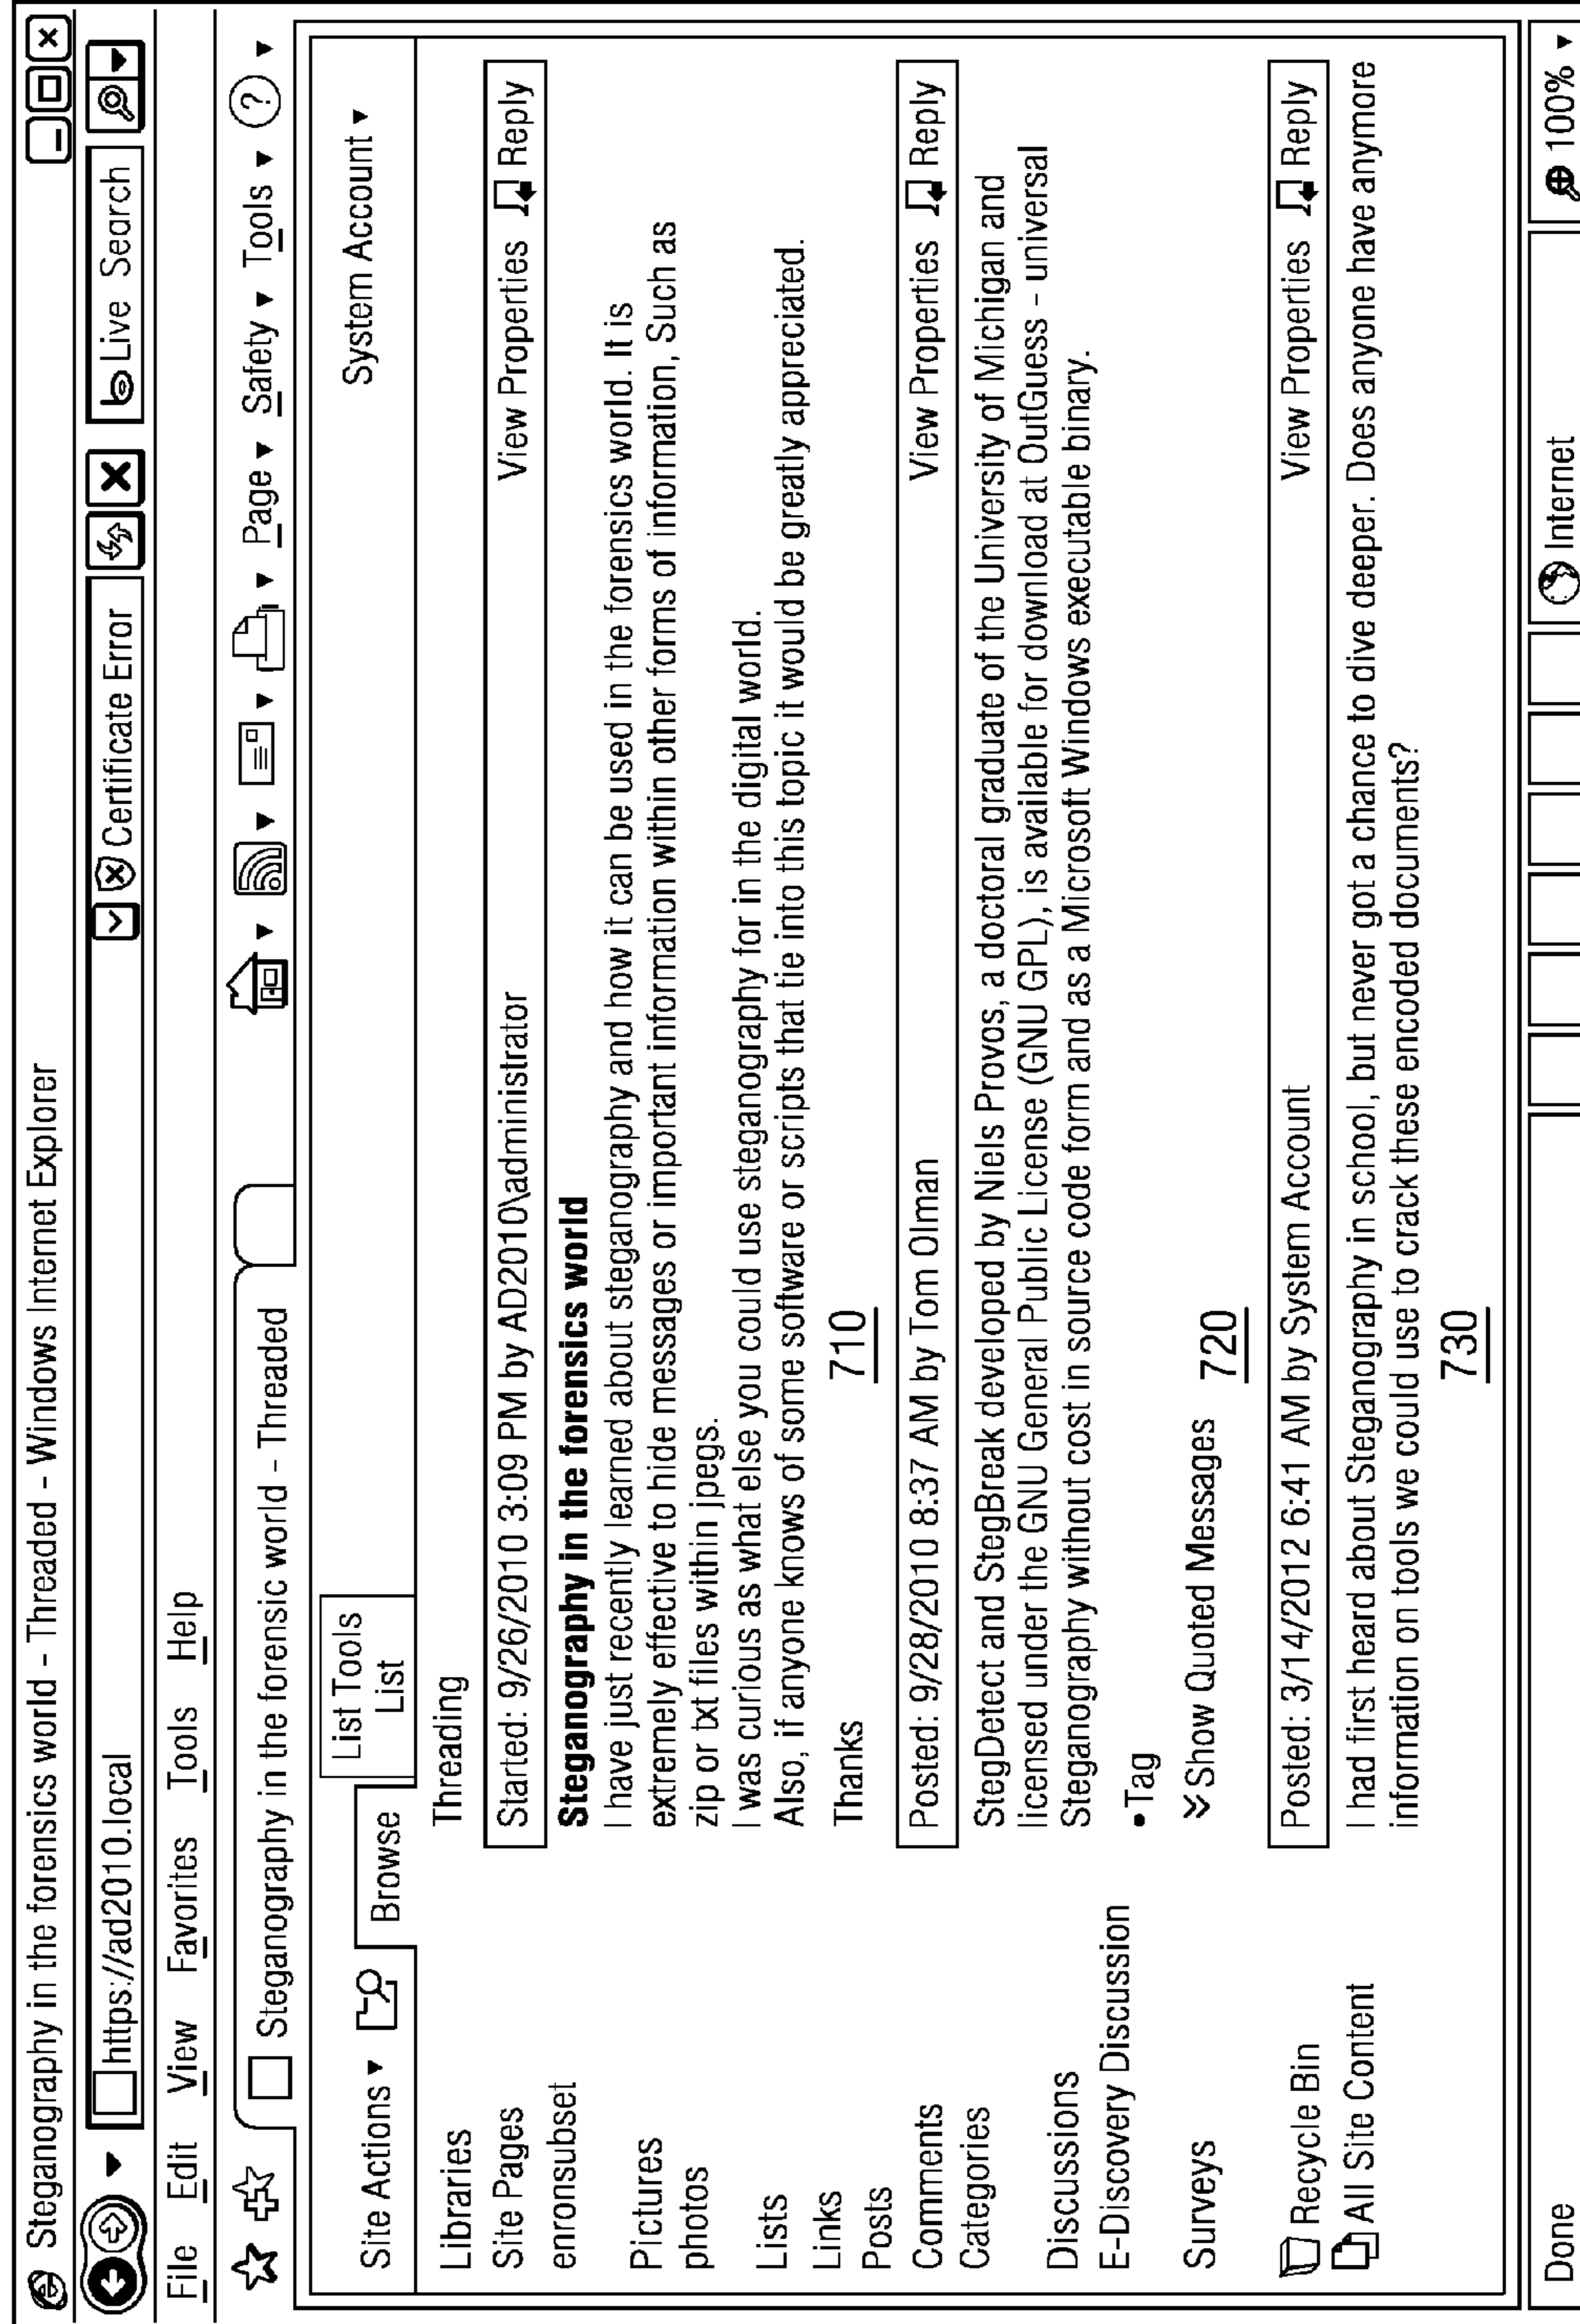 Steganography in the forensics world - Threaded - Windows Internet Explorer
https://ad2010.local
Certificate Error
Live Search
File Edit View Favorites Tools Help
Steganography in the forensic world - Threaded
Page Safety Tools ?
Site Actions
Browse
List Tools
List
System Account
Libraries
Site Pages
enronsubset
Pictures
photos
Lists
Links
Posts
Comments
Categories
Discussions
E-Discovery Discussion
Surveys
Recycle Bin
All Site Content
Threading
Started: 9/26/2010 3:09 PM by AD2010\administrator View Properties Reply
Steganography in the forensics world
I have just recently learned about steganography and how it can be used in the forensics world. It is
extremely effective to hide messages or important information within other forms of information, Such as
zip or txt files within jpegs.
I was curious as what else you could use steganography for in the digital world.
Also, if anyone knows of some software or scripts that tie into this topic it would be greatly appreciated.
Thanks
710
Posted: 9/28/2010 8:37 AM by Tom Olman View Properties Reply
StegDetect and StegBreak developed by Niels Provos, a doctoral graduate of the University of Michigan and
licensed under the GNU General Public License (GNU GPL), is available for download at OutGuess - universal
Steganography without cost in source code form and as a Microsoft Windows executable binary.
•Tag
Show Quoted Messages
720
Posted: 3/14/2012 6:41 AM by System Account View Properties Reply
I had first heard about Steganography in school, but never got a chance to dive deeper. Does anyone have anymore
information on tools we could use to crack these encoded documents?
730
Done
Internet
100%